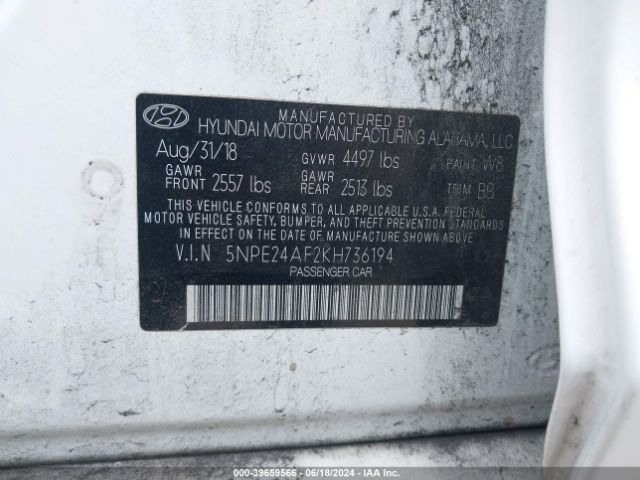 MANUFACTURED BY
HYUNDAI MOTOR MANUFACTURING ALABAMA, LLC
Aug/31/18 GVWR 4497 lbs PAINT W8
GAWR FRONT 2557 lbs GAWR REAR 2513 lbs TRIM
THIS VEHICLE CONFORMS TO ALL APPLICABLE U.S.A. FEDERAL
MOTOR VEHICLE SAFETY, BUMPER, AND THEFT PREVENTION STANDARDS
IN EFFECT ON THE DATE OF MANUFACTURE SHOWN ABOVE.
V.I.N 5NPE24AF2KH736194
PASSENGER CAR
000-39659566 - 06/18/2024 - IAA Inc.